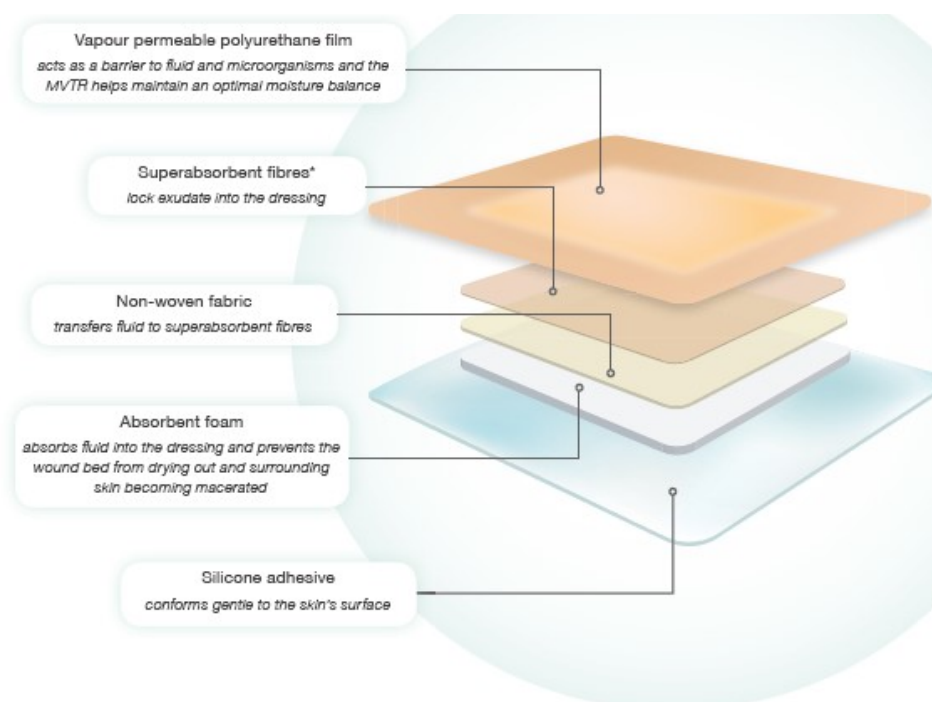 Vapour permeable polyurethane film
acts as a barrier to fluid and microorganisms and the
MVTR helps maintain an optimal moisture balance
Superabsorbent fibres*
lock exudate into the dressing
Non-woven fabric
transfers fluid to superabsorbent fibres
Absorbent foam
absorbs fluid into the dressing and prevents the
wound bed from drying out and surrounding
skin becoming macerated
Silicone adhesive
conforms gentle to the skin's surface